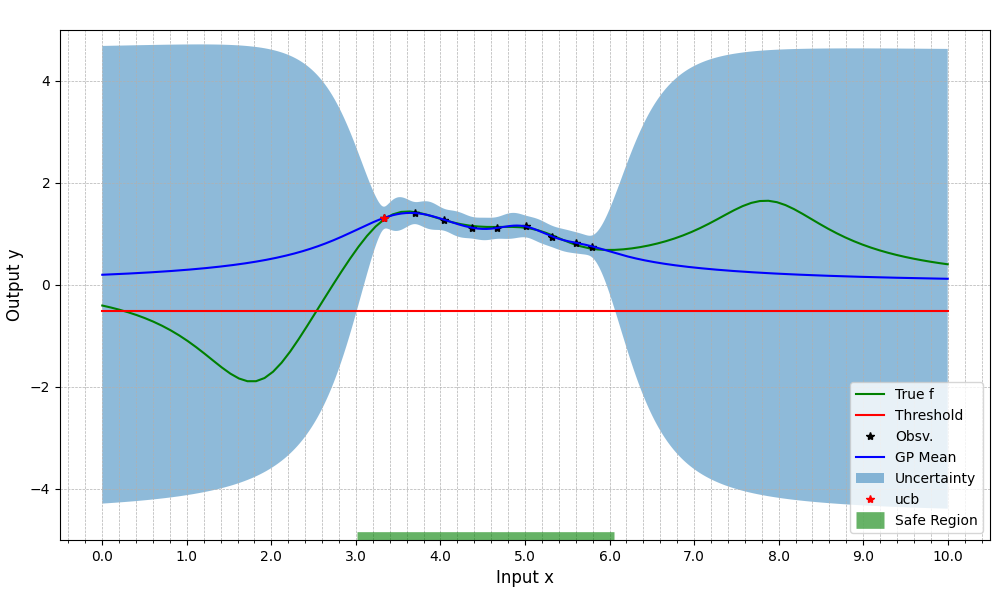 4
2
0
−2
−4
Output y
0.0 1.0 2.0 3.0 4.0 5.0 6.0 7.0 8.0 9.0 10.0
Input x
True f
Threshold
Obsv.
GP Mean
Uncertainty
ucb
Safe Region